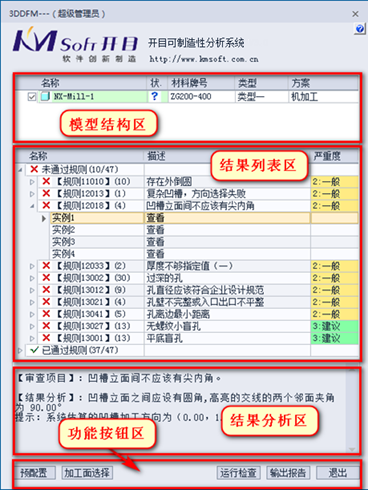 3DDFM---（超级管理员）
KMSoft 开目
软件创新制造
开目可制造性分析系统
http://www.kmsoft.com.cn
名称 状. 材料牌号 类型 方案
NX-Mill-1 ? ZG200-400 类型一 机加工
模型结构区
结果列表区
名称 描述 严重度
未通过规则(10/47)
【规则11010】(10) 存在外倒圆 2:一般
【规则12013】(1) 复杂凹槽，方向选择失败 2:一般
【规则12018】(4) 凹槽立面间不应该有尖内角 2:一般
实例1 查看
实例2 查看
实例3 查看
实例4 查看
【规则12033】(2) 厚度不够指定值（一） 2:一般
【规则13002】(30) 过深的孔 2:一般
【规则13012】(9) 孔直径应该符合企业设计规范 2:一般
【规则13021】(4) 孔壁不完整或入口出口不平整 2:一般
【规则13041】(5) 孔离边最小距离 2:一般
【规则13027】(13) 无螺纹小盲孔 3:建议
【规则13001】(13) 平底盲孔 3:建议
已通过规则(37/47)
【审查项目】：凹槽立面间不应该有尖内角。
【结果分析】：凹槽立面之间应设有圆角，高亮的交线的两个邻面夹角
为 90.00°
提示：系统估算的凹槽加工方向为（0.00, 1.
功能按钮区
结果分析区
预配置 加工面选择 运行检查 输出报告 退出